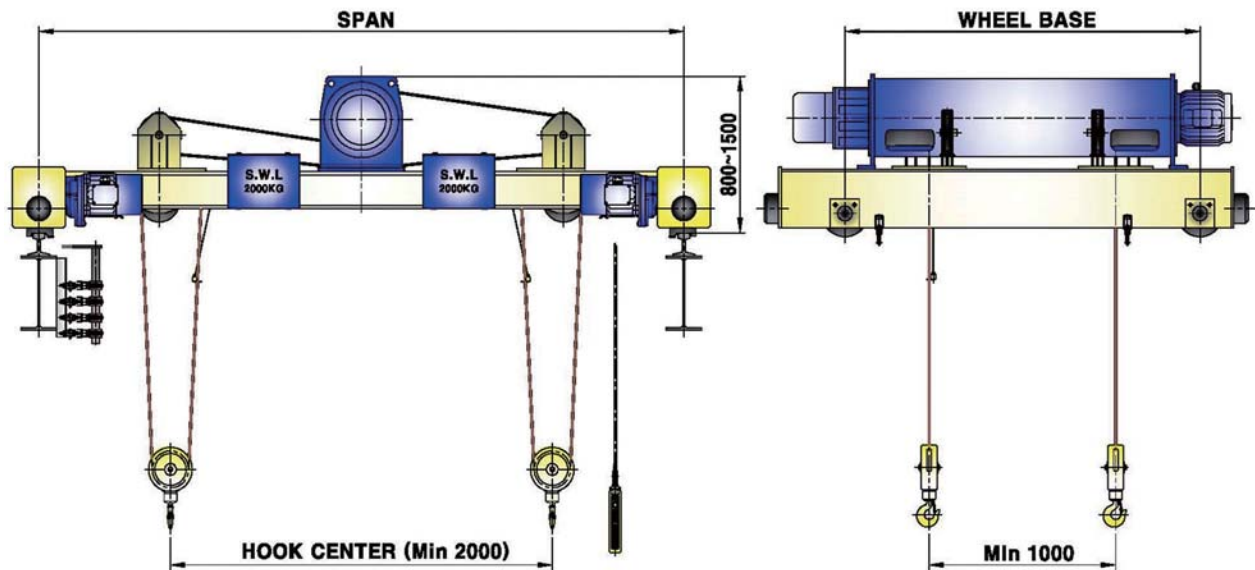 SPAN
WHEEL BASE
800~1500
S.W.L
2000KG
S.W.L
2000KG
HOOK CENTER (Min 2000)
Min 1000